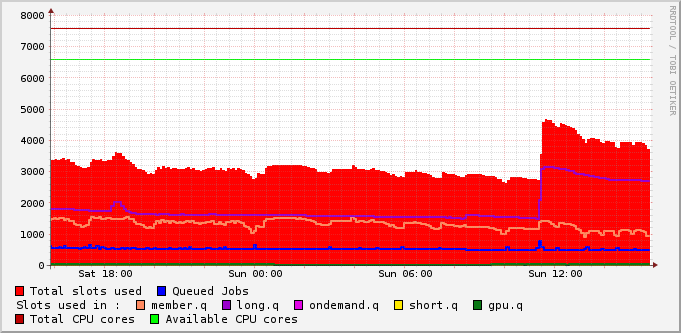 8000
7000
6000
5000
4000
3000
2000
1000
0
Sat 18:00 Sun 00:00 Sun 06:00 Sun 12:00
Total slots used Queued Jobs
Slots used in : member.q long.q ondemand.q short.q gpu.q
Total CPU cores Available CPU cores
RRDTOOL / TOBI OETIKER